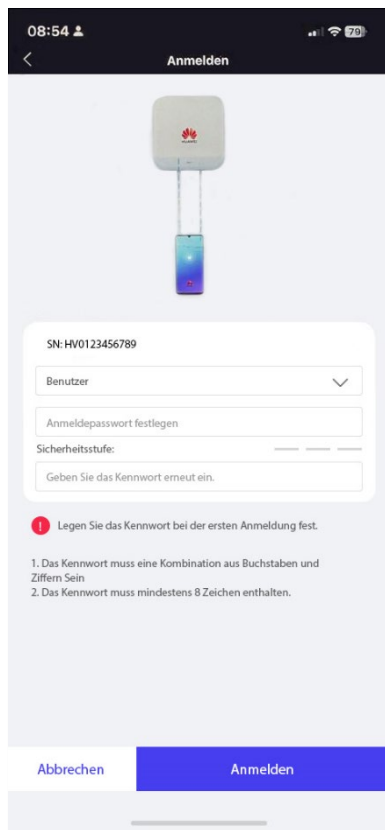 08:54
79
Anmelden
HUAWEI
SN: HV0123456789
Benutzer
Anmeldepasswort festlegen
Sicherheitsstufe:
Geben Sie das Kennwort erneut ein.
! Legen Sie das Kennwort bei der ersten Anmeldung fest.
1. Das Kennwort muss eine Kombination aus Buchstaben und
Ziffern Sein
2. Das Kennwort muss mindestens 8 Zeichen enthalten.
Abbrechen
Anmelden